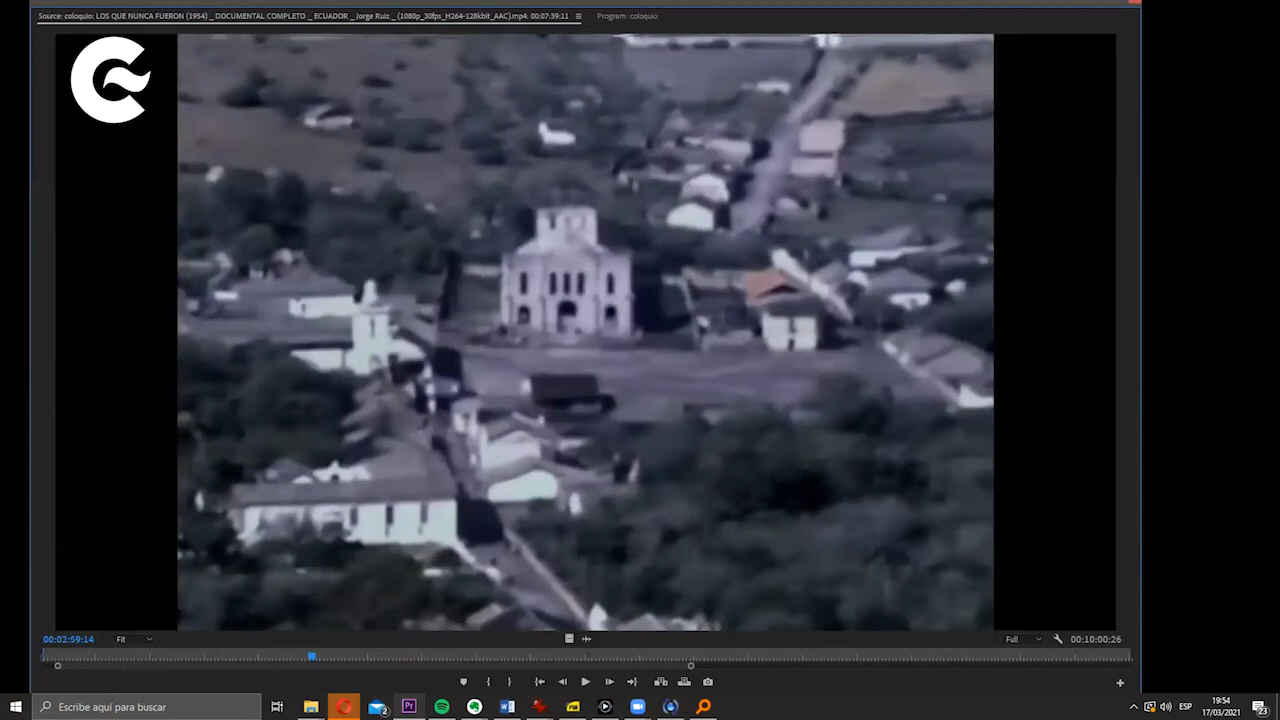 Source: coloquio: LOS QUE NUNCA FUERON (1954) _ DOCUMENTAL COMPLETO _ ECUADOR _ Jorge Ruiz _ (1080p_30fps_H264-128kbit_AAC).mp4: 00:07:39:11
Program: coloquio
00:02:59:14
Fit
Full
00:10:00:26
Escribe aquí para buscar
2
Pr
ESP
19:54
17/03/2021